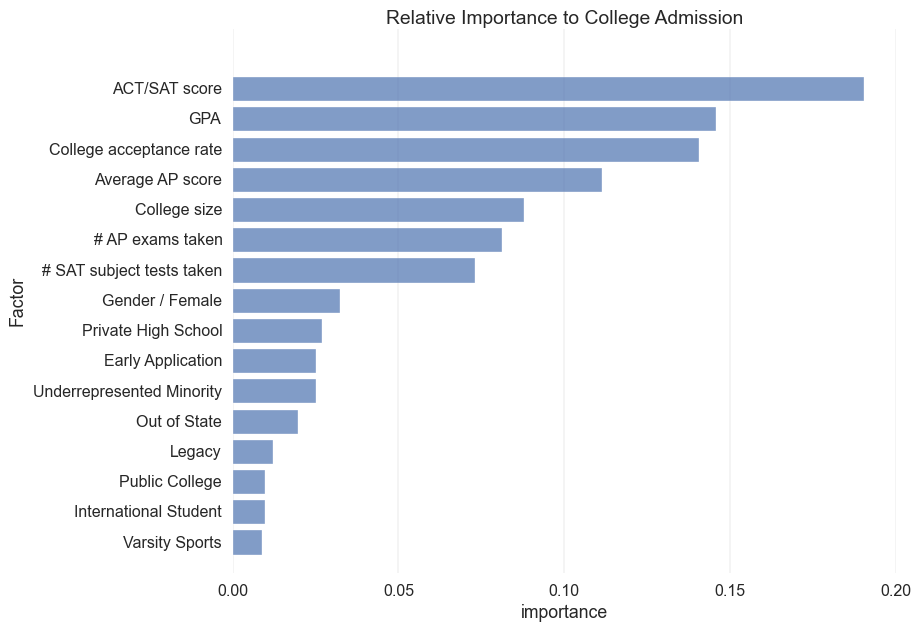 Relative Importance to College Admission
Factor
ACT/SAT score
GPA
College acceptance rate
Average AP score
College size
# AP exams taken
# SAT subject tests taken
Gender / Female
Private High School
Early Application
Underrepresented Minority
Out of State
Legacy
Public College
International Student
Varsity Sports
0.00 0.05 0.10 0.15 0.20
importance